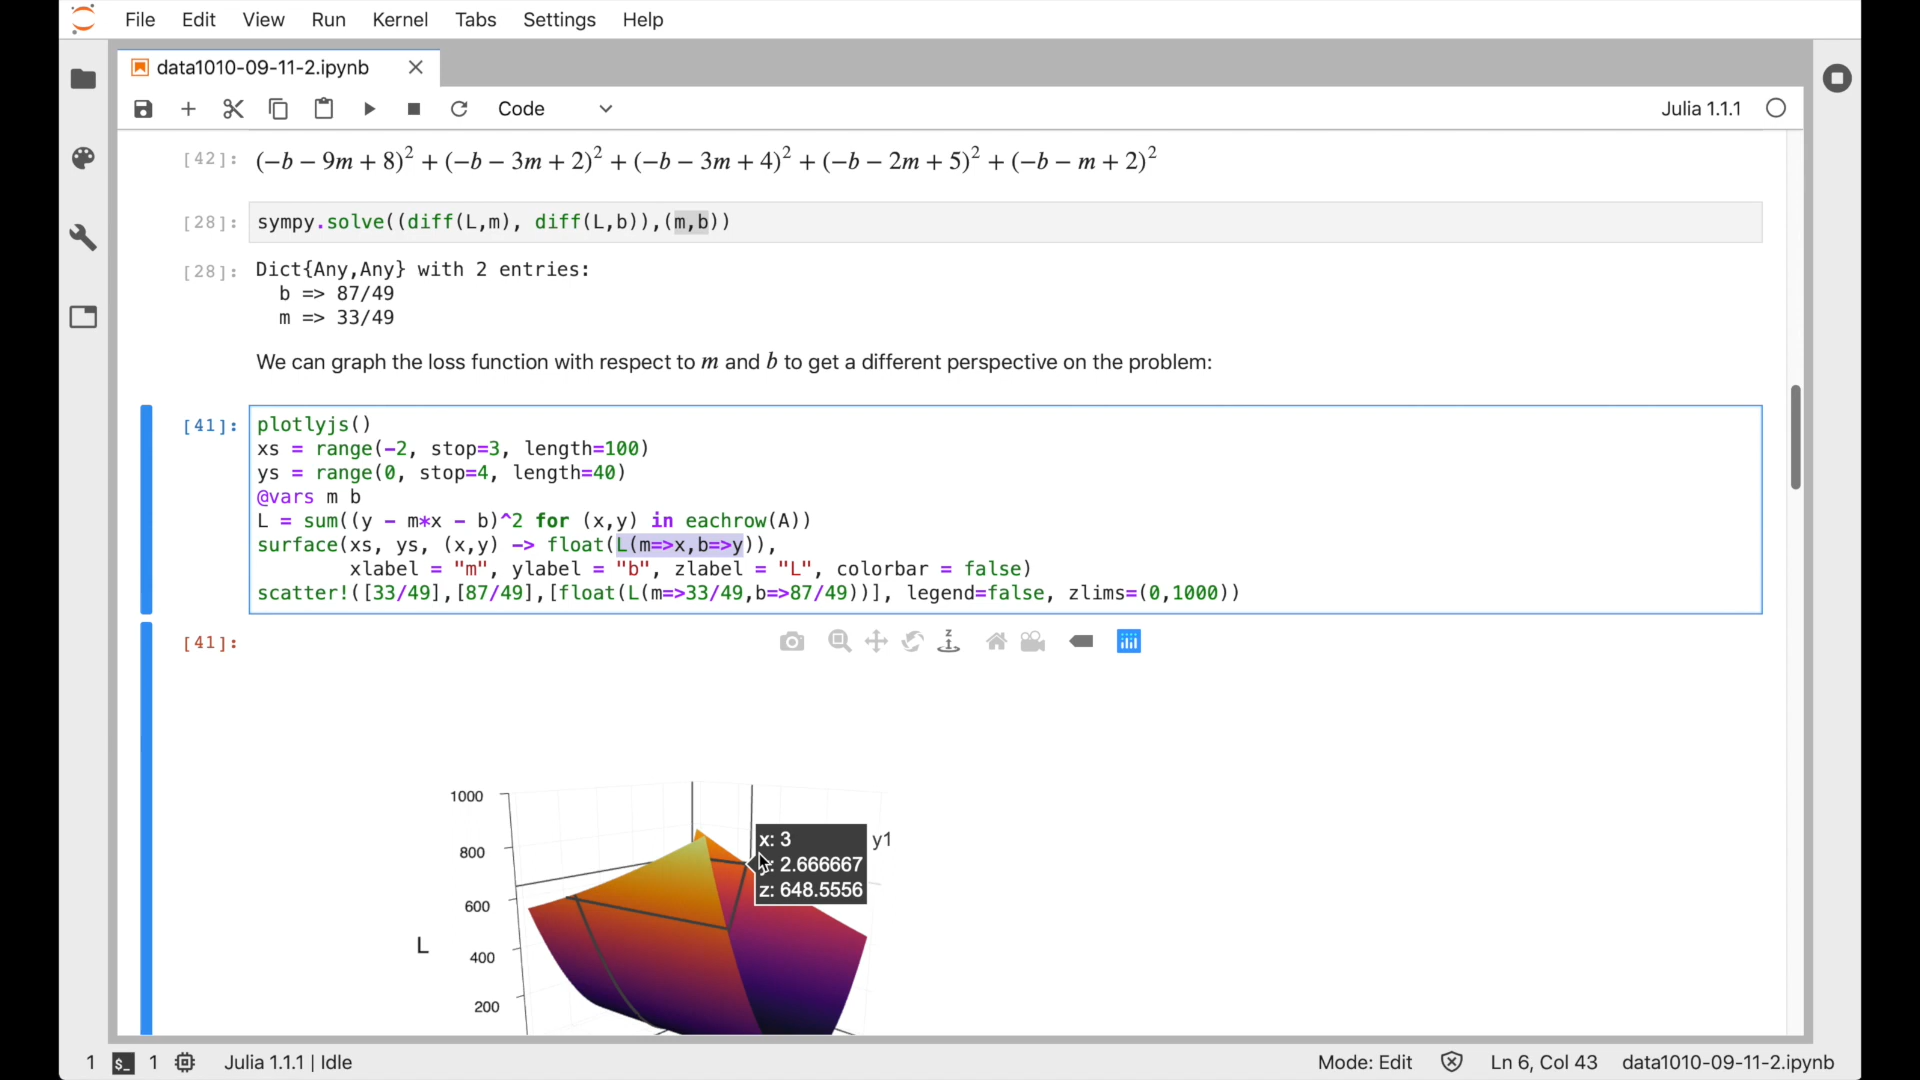 File Edit View Run Kernel Tabs Settings Help
data1010-09-11-2.ipynb
Code
Julia 1.1.1
[42]: (−b − 9m + 8)² + (−b − 3m + 2)² + (−b − 3m + 4)² + (−b − 2m + 5)² + (−b − m + 2)²
[28]: sympy.solve((diff(L,m), diff(L,b)),(m,b))
[28]: Dict{Any,Any} with 2 entries:
b => 87/49
m => 33/49
We can graph the loss function with respect to m and b to get a different perspective on the problem:
[41]: plotlyjs()
xs = range(-2, stop=3, length=100)
ys = range(0, stop=4, length=40)
@vars m b
L = sum((y - m*x - b)^2 for (x,y) in eachrow(A))
surface(xs, ys, (x,y) -> float(L(m=>x,b=>y)),
xlabel = "m", ylabel = "b", zlabel = "L", colorbar = false)
scatter!([33/49],[87/49],[float(L(m=>33/49,b=>87/49))], legend=false, zlims=(0,1000))
[41]:
z
1000
800
600
400
200
L
x: 3
: 2.666667
z: 648.5556
y1
1 $_ 1 Julia 1.1.1 | Idle
Mode: Edit Ln 6, Col 43 data1010-09-11-2.ipynb